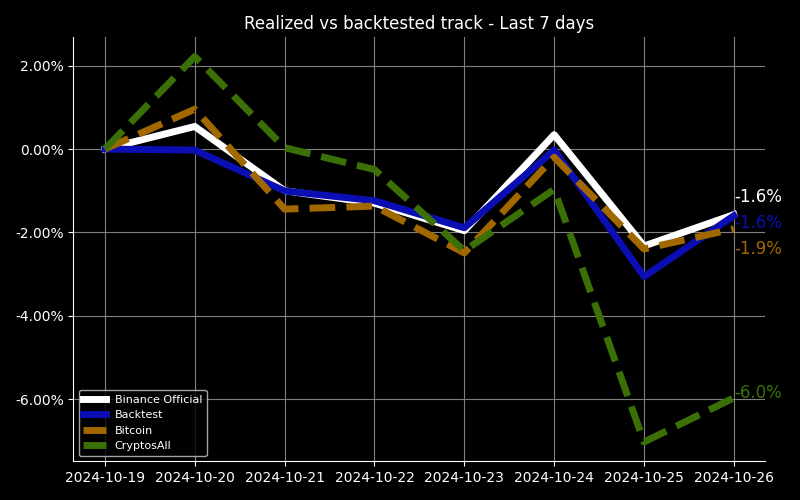 Realized vs backtested track - Last 7 days
2.00%
0.00%
-2.00%
-4.00%
-6.00%
-1.6%
-1.6%
-1.9%
-6.0%
Binance Official
Backtest
Bitcoin
CryptosAll
2024-10-19 2024-10-20 2024-10-21 2024-10-22 2024-10-23 2024-10-24 2024-10-25 2024-10-26